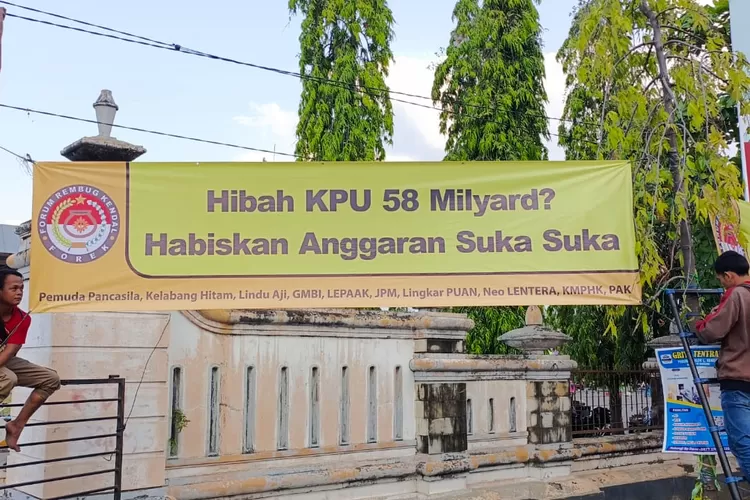 FORUM REMBUG KENDAL
FOREK
Hibah KPU 58 Milyard?
Habiskan Anggaran Suka Suka
Pemuda Pancasila, Kelabang Hitam, Lindu Aji, GMBI, LEPAAK, JPM, Lingkar PUAN, Neo LENTERA, KMPHK, PAK